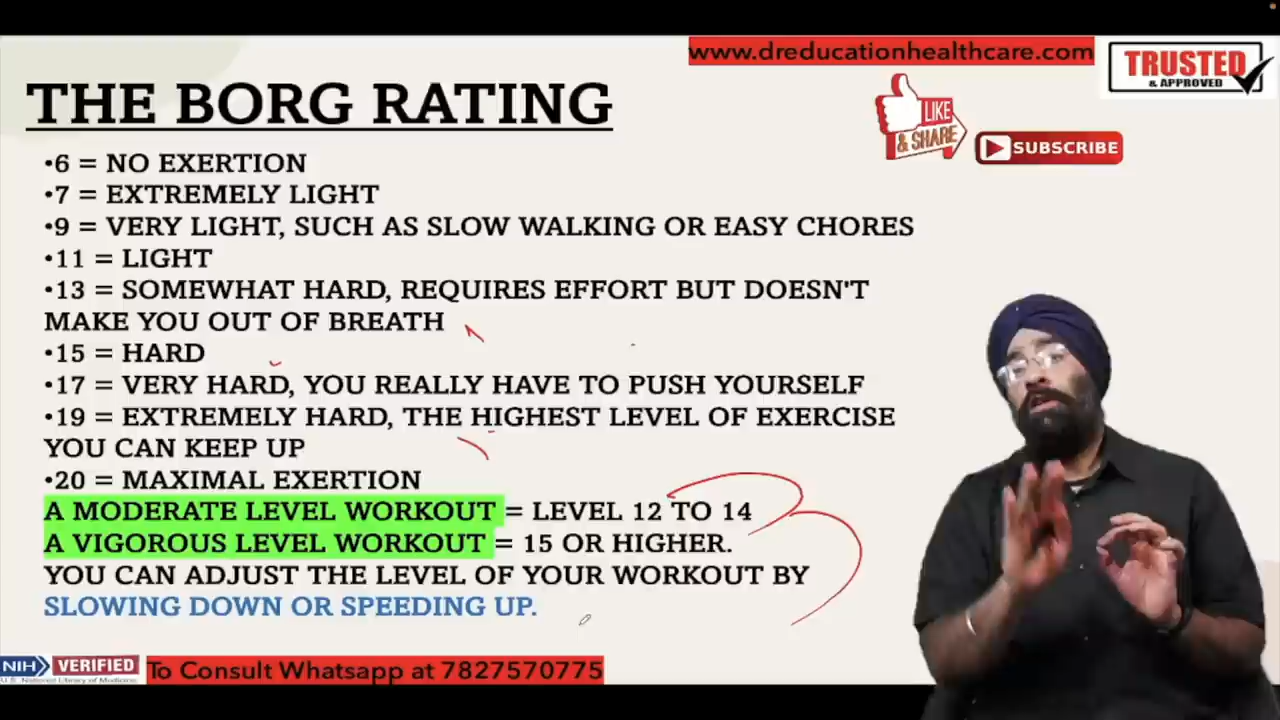 www.dreducationhealthcare.com
TRUSTED
& APPROVED
THE BORG RATING
LIKE
& SHARE
SUBSCRIBE
•6 = NO EXERTION
•7 = EXTREMELY LIGHT
•9 = VERY LIGHT, SUCH AS SLOW WALKING OR EASY CHORES
•11 = LIGHT
•13 = SOMEWHAT HARD, REQUIRES EFFORT BUT DOESN'T
MAKE YOU OUT OF BREATH
•15 = HARD
•17 = VERY HARD, YOU REALLY HAVE TO PUSH YOURSELF
•19 = EXTREMELY HARD, THE HIGHEST LEVEL OF EXERCISE
YOU CAN KEEP UP
•20 = MAXIMAL EXERTION
A MODERATE LEVEL WORKOUT = LEVEL 12 TO 14
A VIGOROUS LEVEL WORKOUT = 15 OR HIGHER.
YOU CAN ADJUST THE LEVEL OF YOUR WORKOUT BY
SLOWING DOWN OR SPEEDING UP.
NIH VERIFIED
U.S. National Library of Medicine
To Consult Whatsapp at 7827570775